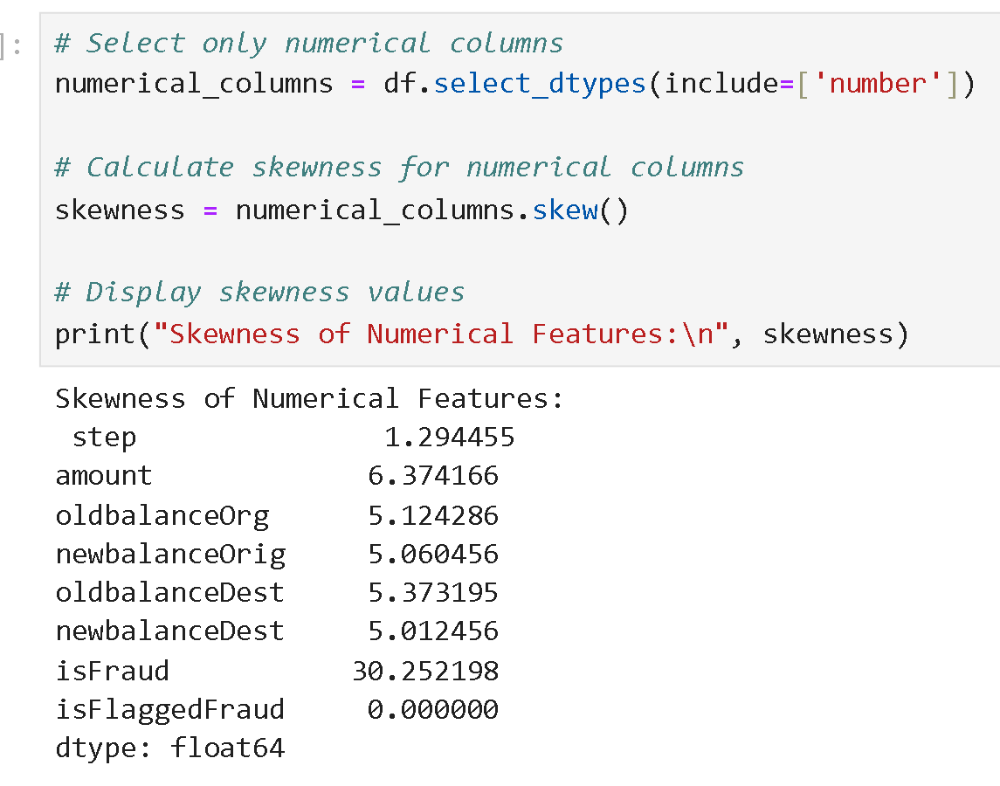 ]:
# Select only numerical columns
numerical_columns = df.select_dtypes(include=['number'])
# Calculate skewness for numerical columns
skewness = numerical_columns.skew()
# Display skewness values
print("Skewness of Numerical Features:\n", skewness)
Skewness of Numerical Features:
 step               1.294455
amount             6.374166
oldbalanceOrg      5.124286
newbalanceOrig     5.060456
oldbalanceDest     5.373195
newbalanceDest     5.012456
isFraud           30.252198
isFlaggedFraud     0.000000
dtype: float64